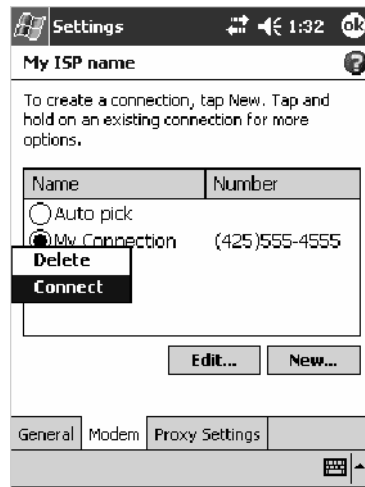 Settings 1:32 ok
My ISP name ?
To create a connection, tap New. Tap and
hold on an existing connection for more
options.
Name Number
Auto pick
My Connection (425)555-4555
Delete
Connect
Edit... New...
General Modem Proxy Settings